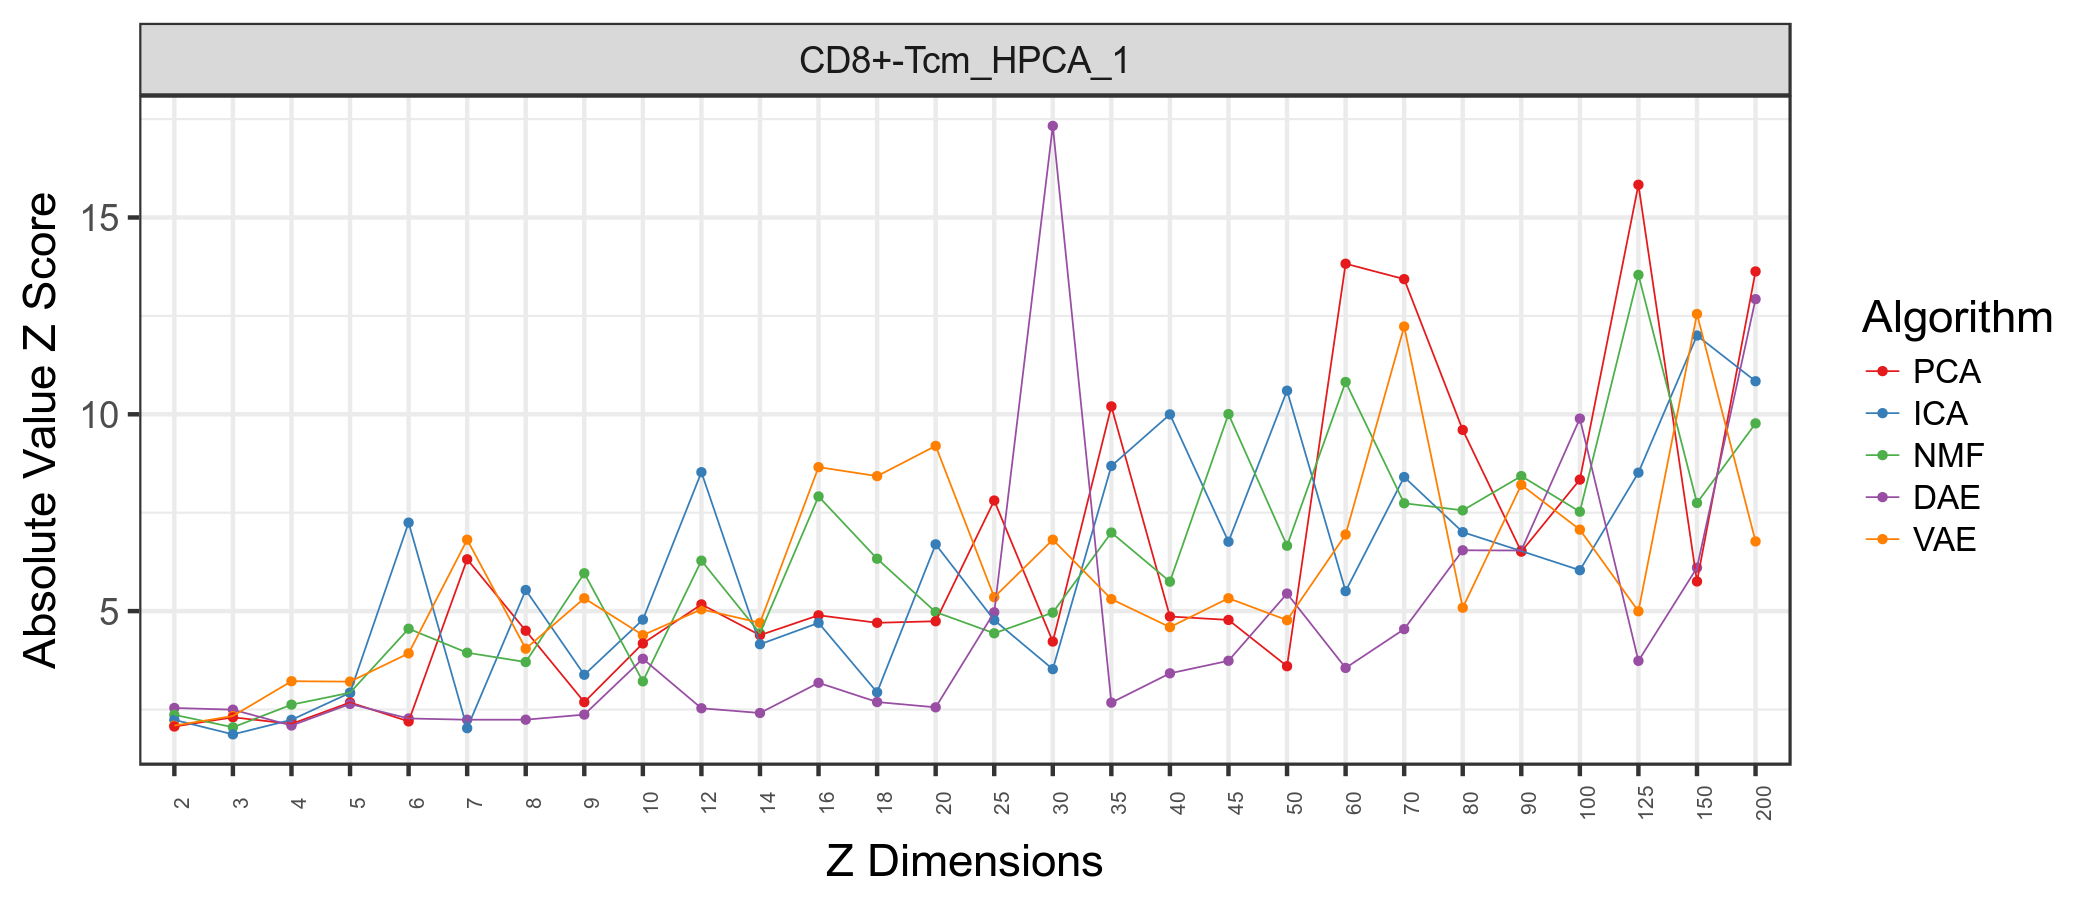 CD8+-Tcm_HPCA_1
Absolute Value Z Score
15
10
5
2 3 4 5 6 7 8 9 10 12 14 16 18 20 25 30 35 40 45 50 60 70 80 90 100 125 150 200
Z Dimensions
Algorithm
PCA
ICA
NMF
DAE
VAE